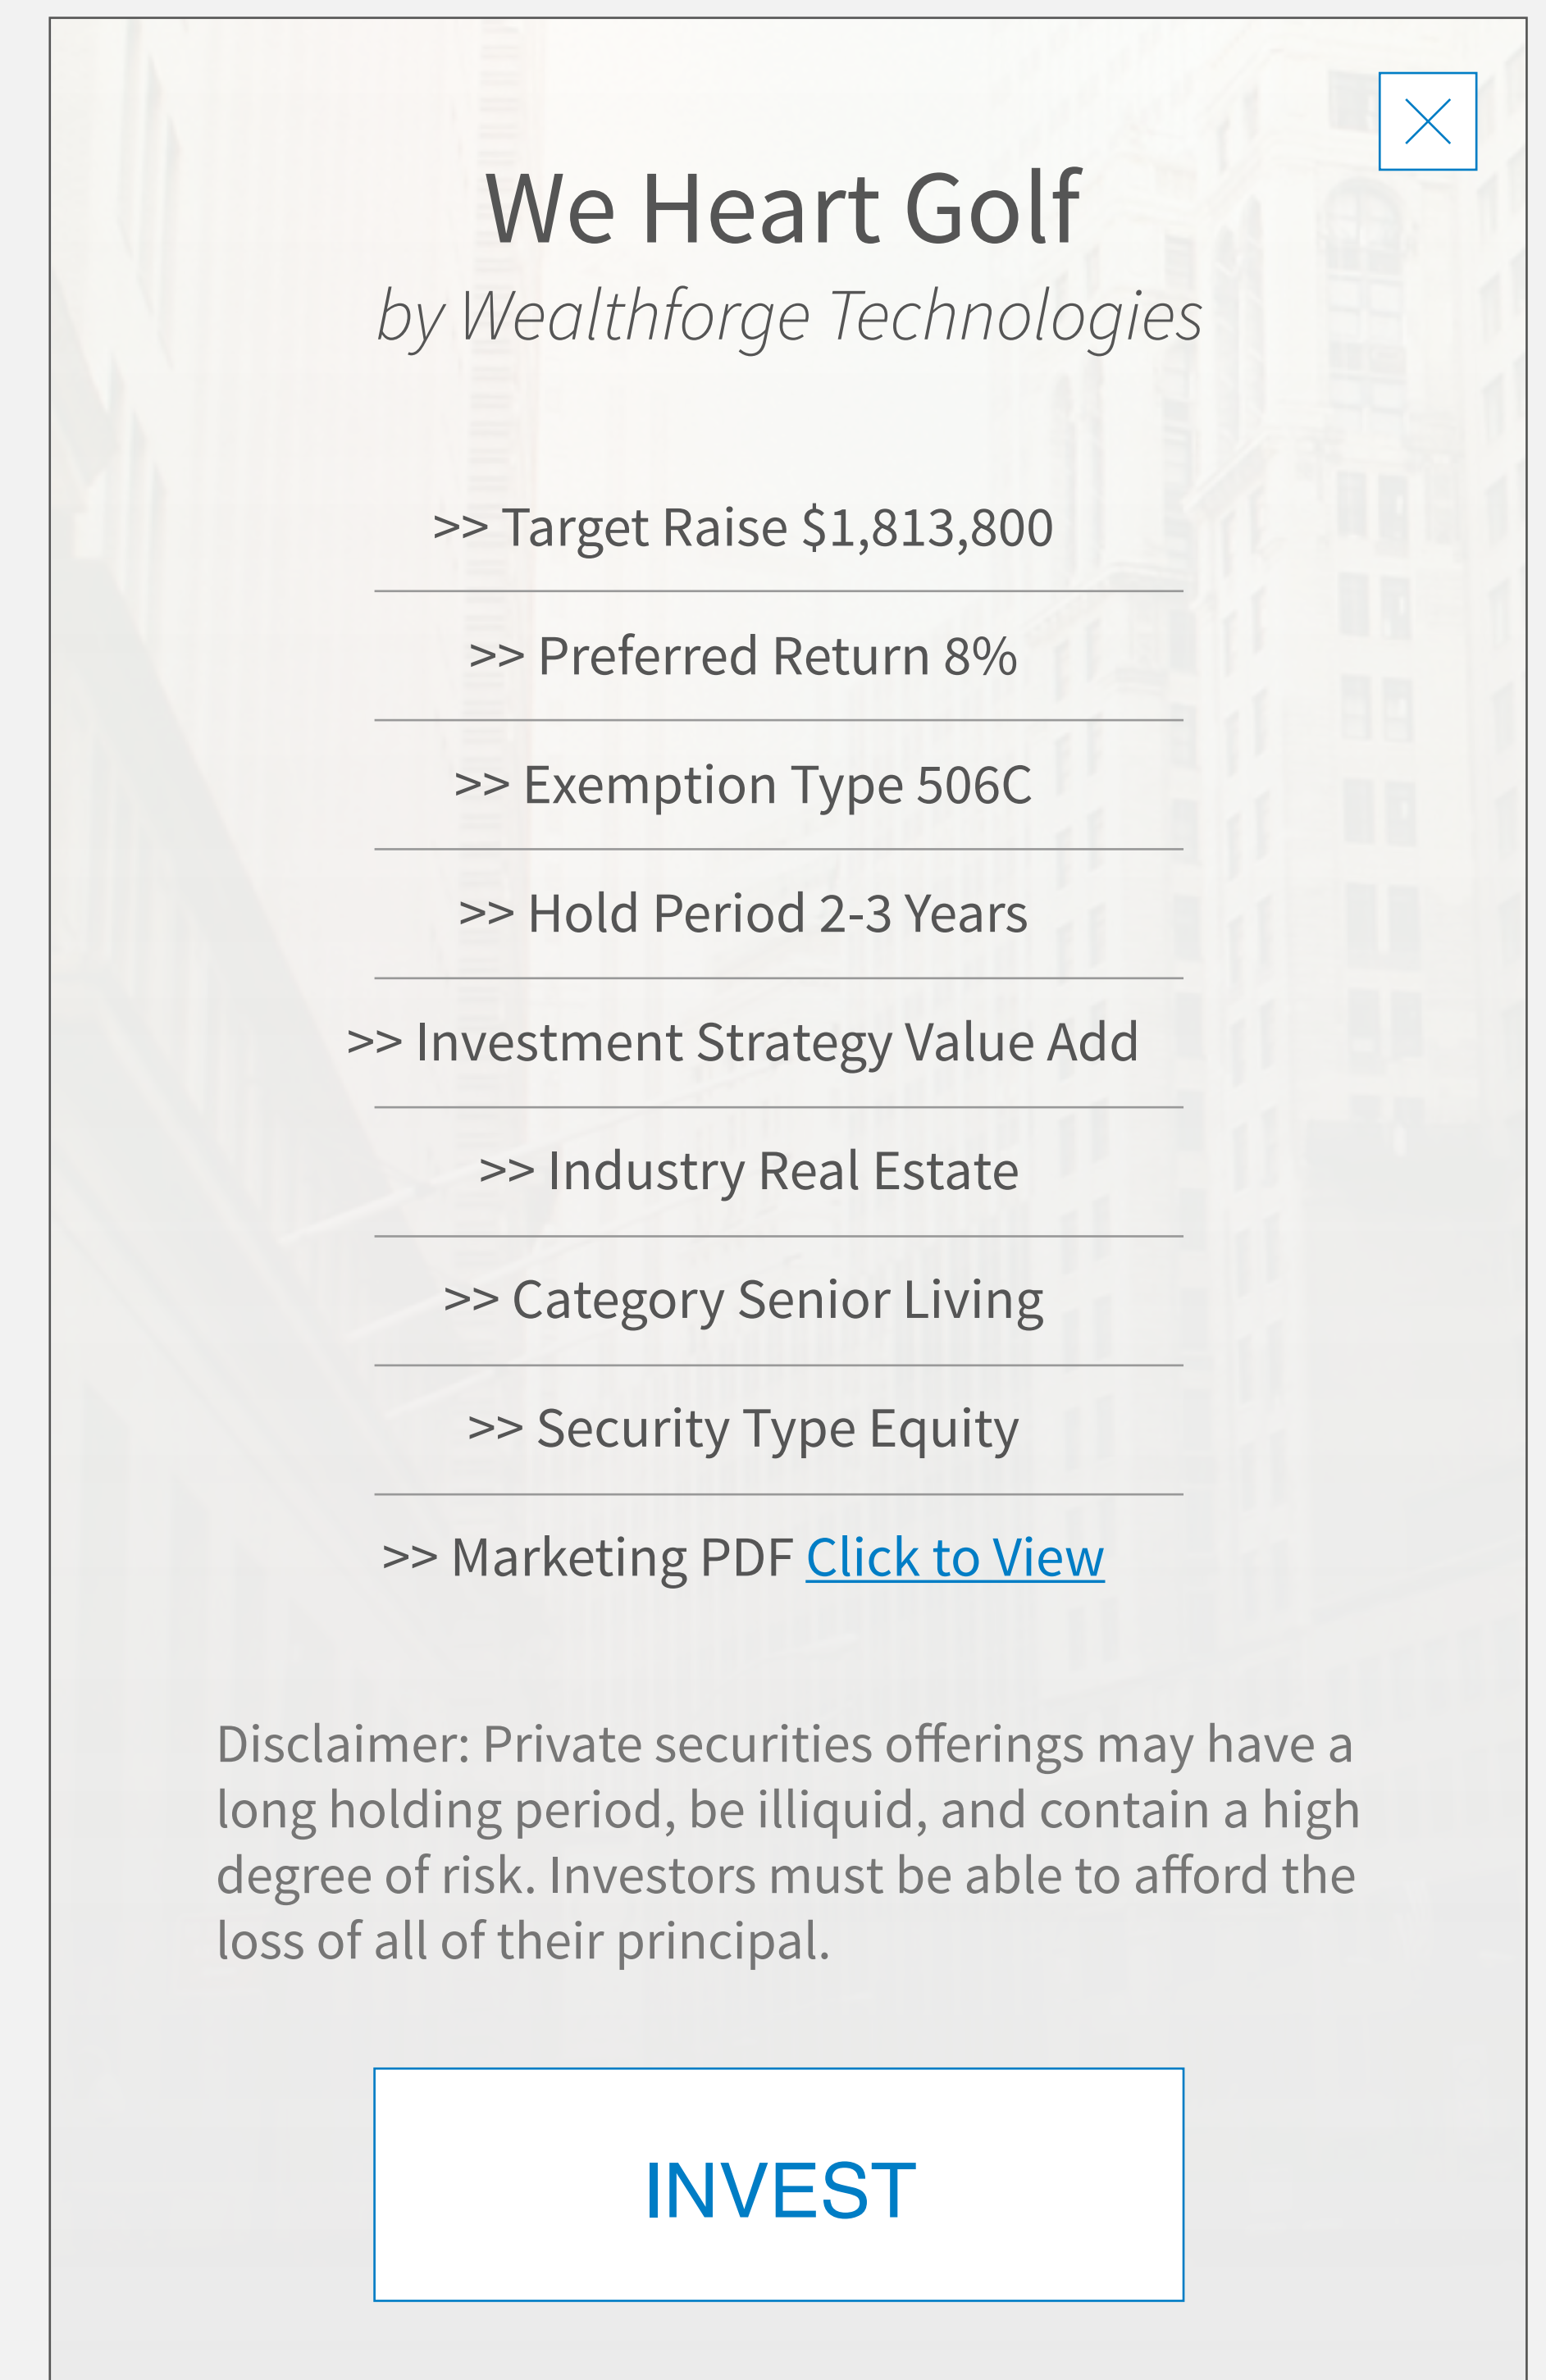 We Heart Golf
by Wealthforge Technologies
>> Target Raise $1,813,800
>> Preferred Return 8%
>> Exemption Type 506C
>> Hold Period 2-3 Years
>> Investment Strategy Value Add
>> Industry Real Estate
>> Category Senior Living
>> Security Type Equity
>> Marketing PDF Click to View
Disclaimer: Private securities offerings may have a
long holding period, be illiquid, and contain a high
degree of risk. Investors must be able to afford the
loss of all of their principal.
INVEST